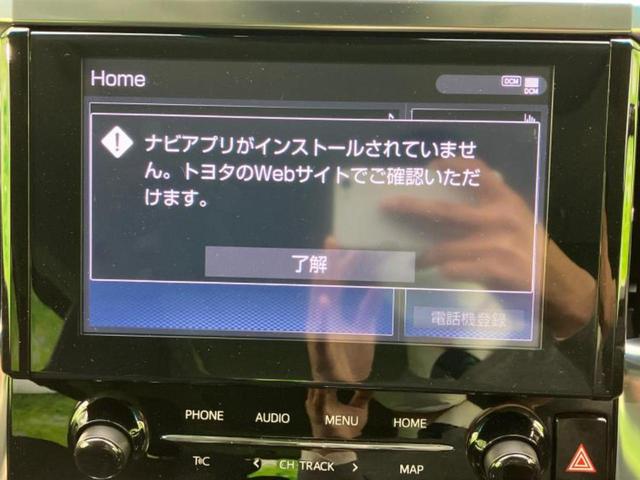 Home
DCM
DCM
ナビアプリがインストールされていませ
ん。トヨタのWebサイトでご確認いただ
けます。
了解
電話機登録
PHONE AUDIO MENU HOME
T C < CH·TRACK > MAP